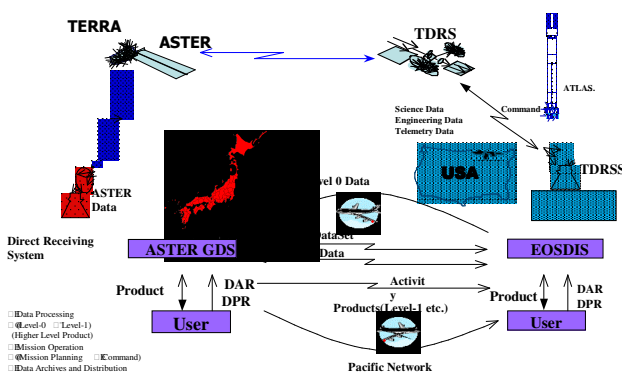 TERRA
ASTER
TDRS
ATLAS.
Science Data
Engineering Data
Telemetry Data
Command
USA
TDRSS
ASTER
Data
evel 0 Data
Direct Receiving
System
ASTER GDS
DataSet
Data
EOSDIS
Product
DAR
DPR
Activit
y
Products(Level-1 etc.)
Product
DAR
DPR
User
User
Data Processing
(Level-0 Level-1)
(Higher Level Product)
Mission Operation
(Mission Planning Command)
Data Archives and Distribution
Pacific Network